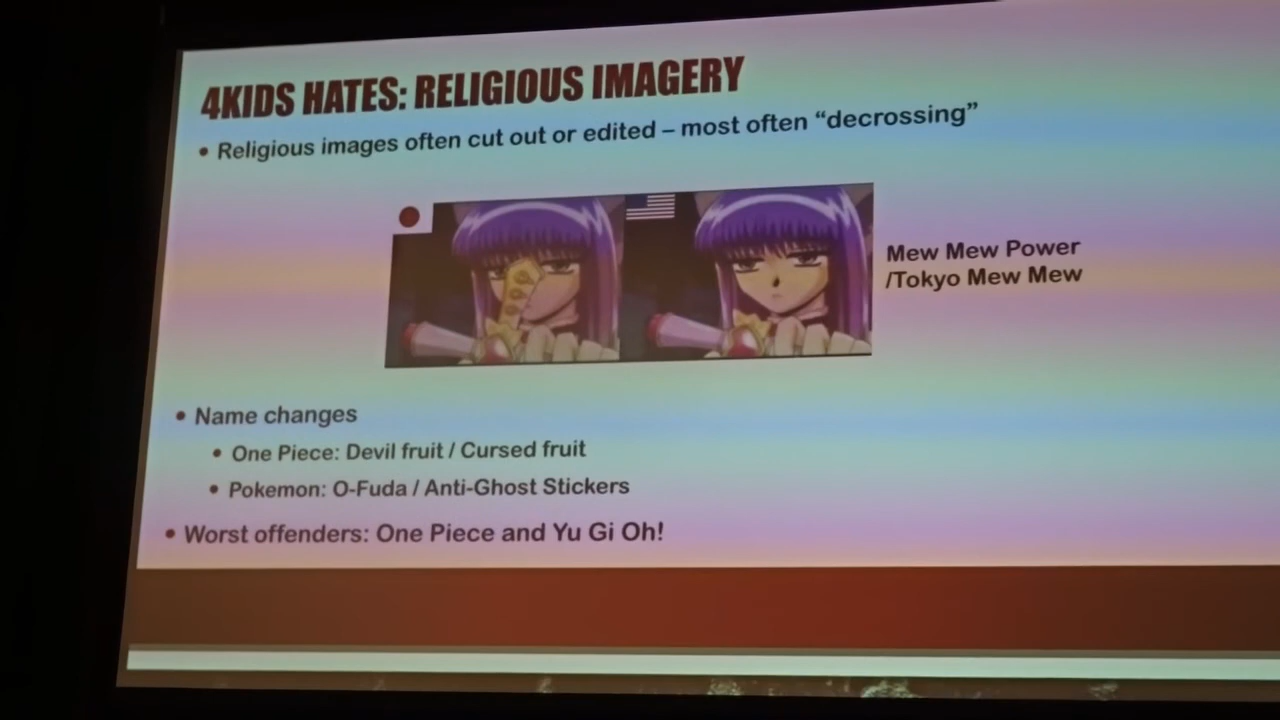 4KIDS HATES: RELIGIOUS IMAGERY
• Religious images often cut out or edited – most often “decrossing”
Mew Mew Power
/Tokyo Mew Mew
• Name changes
• One Piece: Devil fruit / Cursed fruit
• Pokemon: O-Fuda / Anti-Ghost Stickers
• Worst offenders: One Piece and Yu Gi Oh!